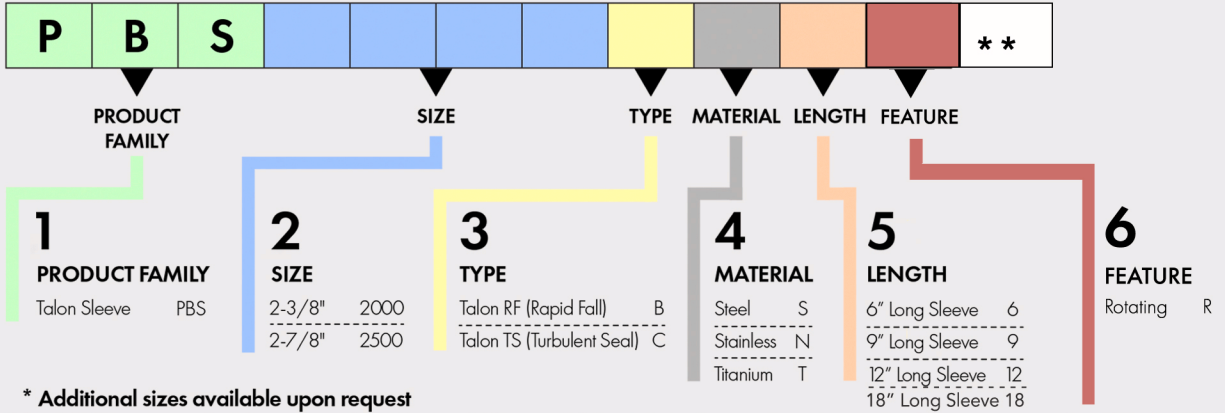 P B S **
PRODUCT FAMILY
SIZE
TYPE
MATERIAL
LENGTH
FEATURE
1
PRODUCT FAMILY
Talon Sleeve PBS
2
SIZE
2-3/8" 2000
2-7/8" 2500
3
TYPE
Talon RF (Rapid Fall) B
Talon TS (Turbulent Seal) C
4
MATERIAL
Steel S
Stainless N
Titanium T
5
LENGTH
6” Long Sleeve 6
9” Long Sleeve 9
12” Long Sleeve 12
18” Long Sleeve 18
6
FEATURE
Rotating R
* Additional sizes available upon request